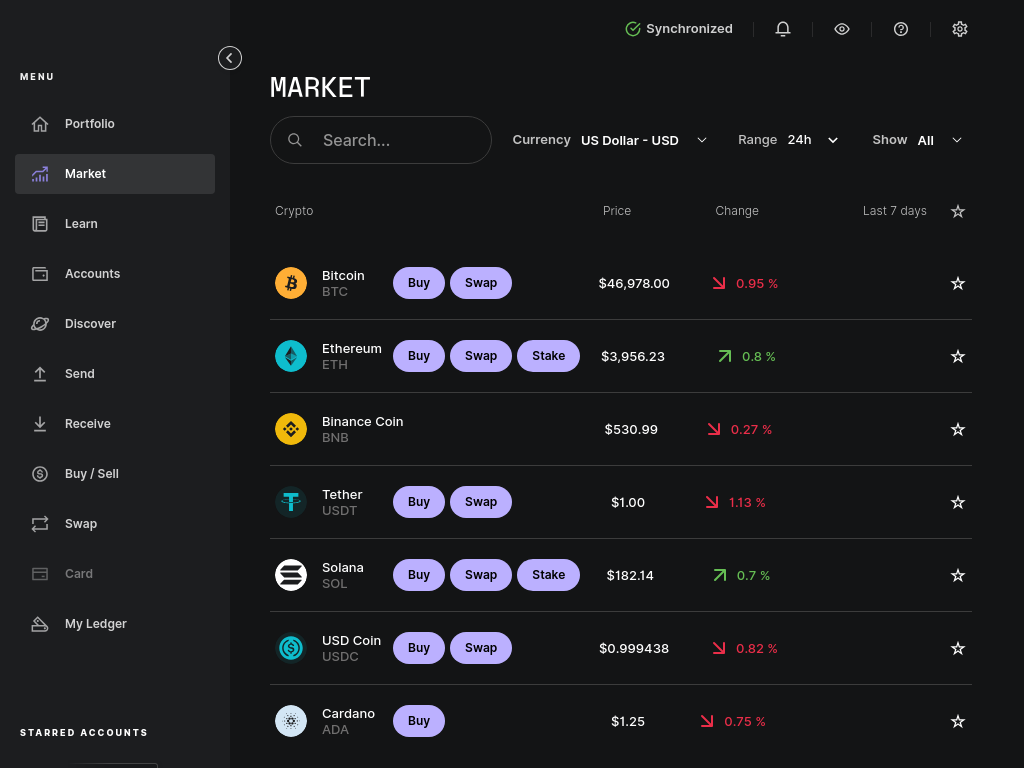 Synchronized
MENU
MARKET
Portfolio
Market
Learn
Accounts
Discover
Send
Receive
Buy / Sell
Swap
Card
My Ledger
STARRED ACCOUNTS
Search...
Currency US Dollar - USD
Range 24h
Show All
Crypto Price Change Last 7 days
Bitcoin
BTC
Buy Swap $46,978.00 0.95 %
Ethereum
ETH
Buy Swap Stake $3,956.23 0.8 %
Binance Coin
BNB
$530.99 0.27 %
Tether
USDT
Buy Swap $1.00 1.13 %
Solana
SOL
Buy Swap Stake $182.14 0.7 %
USD Coin
USDC
Buy Swap $0.999438 0.82 %
Cardano
ADA
Buy $1.25 0.75 %